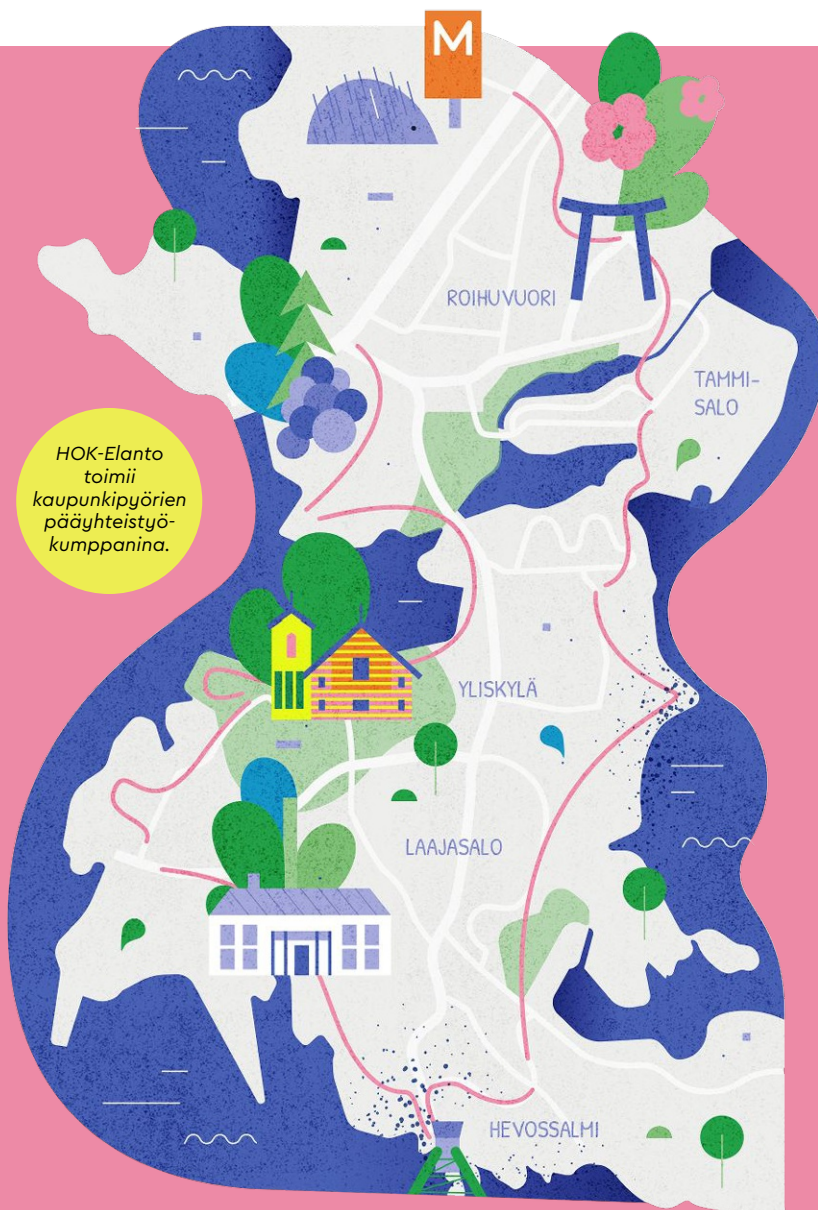 M
ROIHUVUORI
TAMMI-
SALO
HOK-Elanto
toimii
kaupunkipyörien
pääyhteistyö-
kumppanina.
YLISKYLÄ
LAAJASALO
HEVOSSALMI